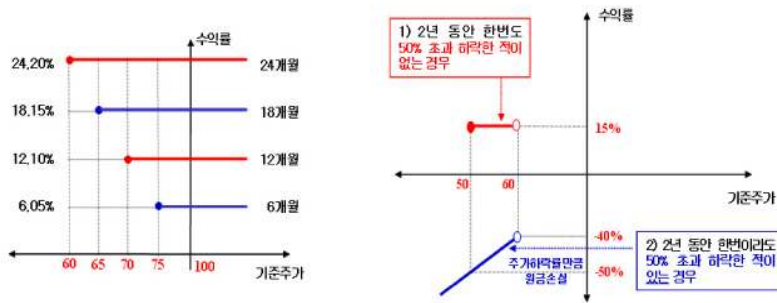 수익률
24,20%
24개월
18,15%
18개월
12,10%
12개월
6,05%
6개월
60
65
70
75
100
기준주가
수익률
1) 2년 동안 한번도
50% 초과 하락한 적이
없는 경우
15%
50
60
기준주가
-40%
-50%
주가하락률만큼
원금손실
2) 2년 동안 한번이라도
50% 초과 하락한 적이
있는 경우